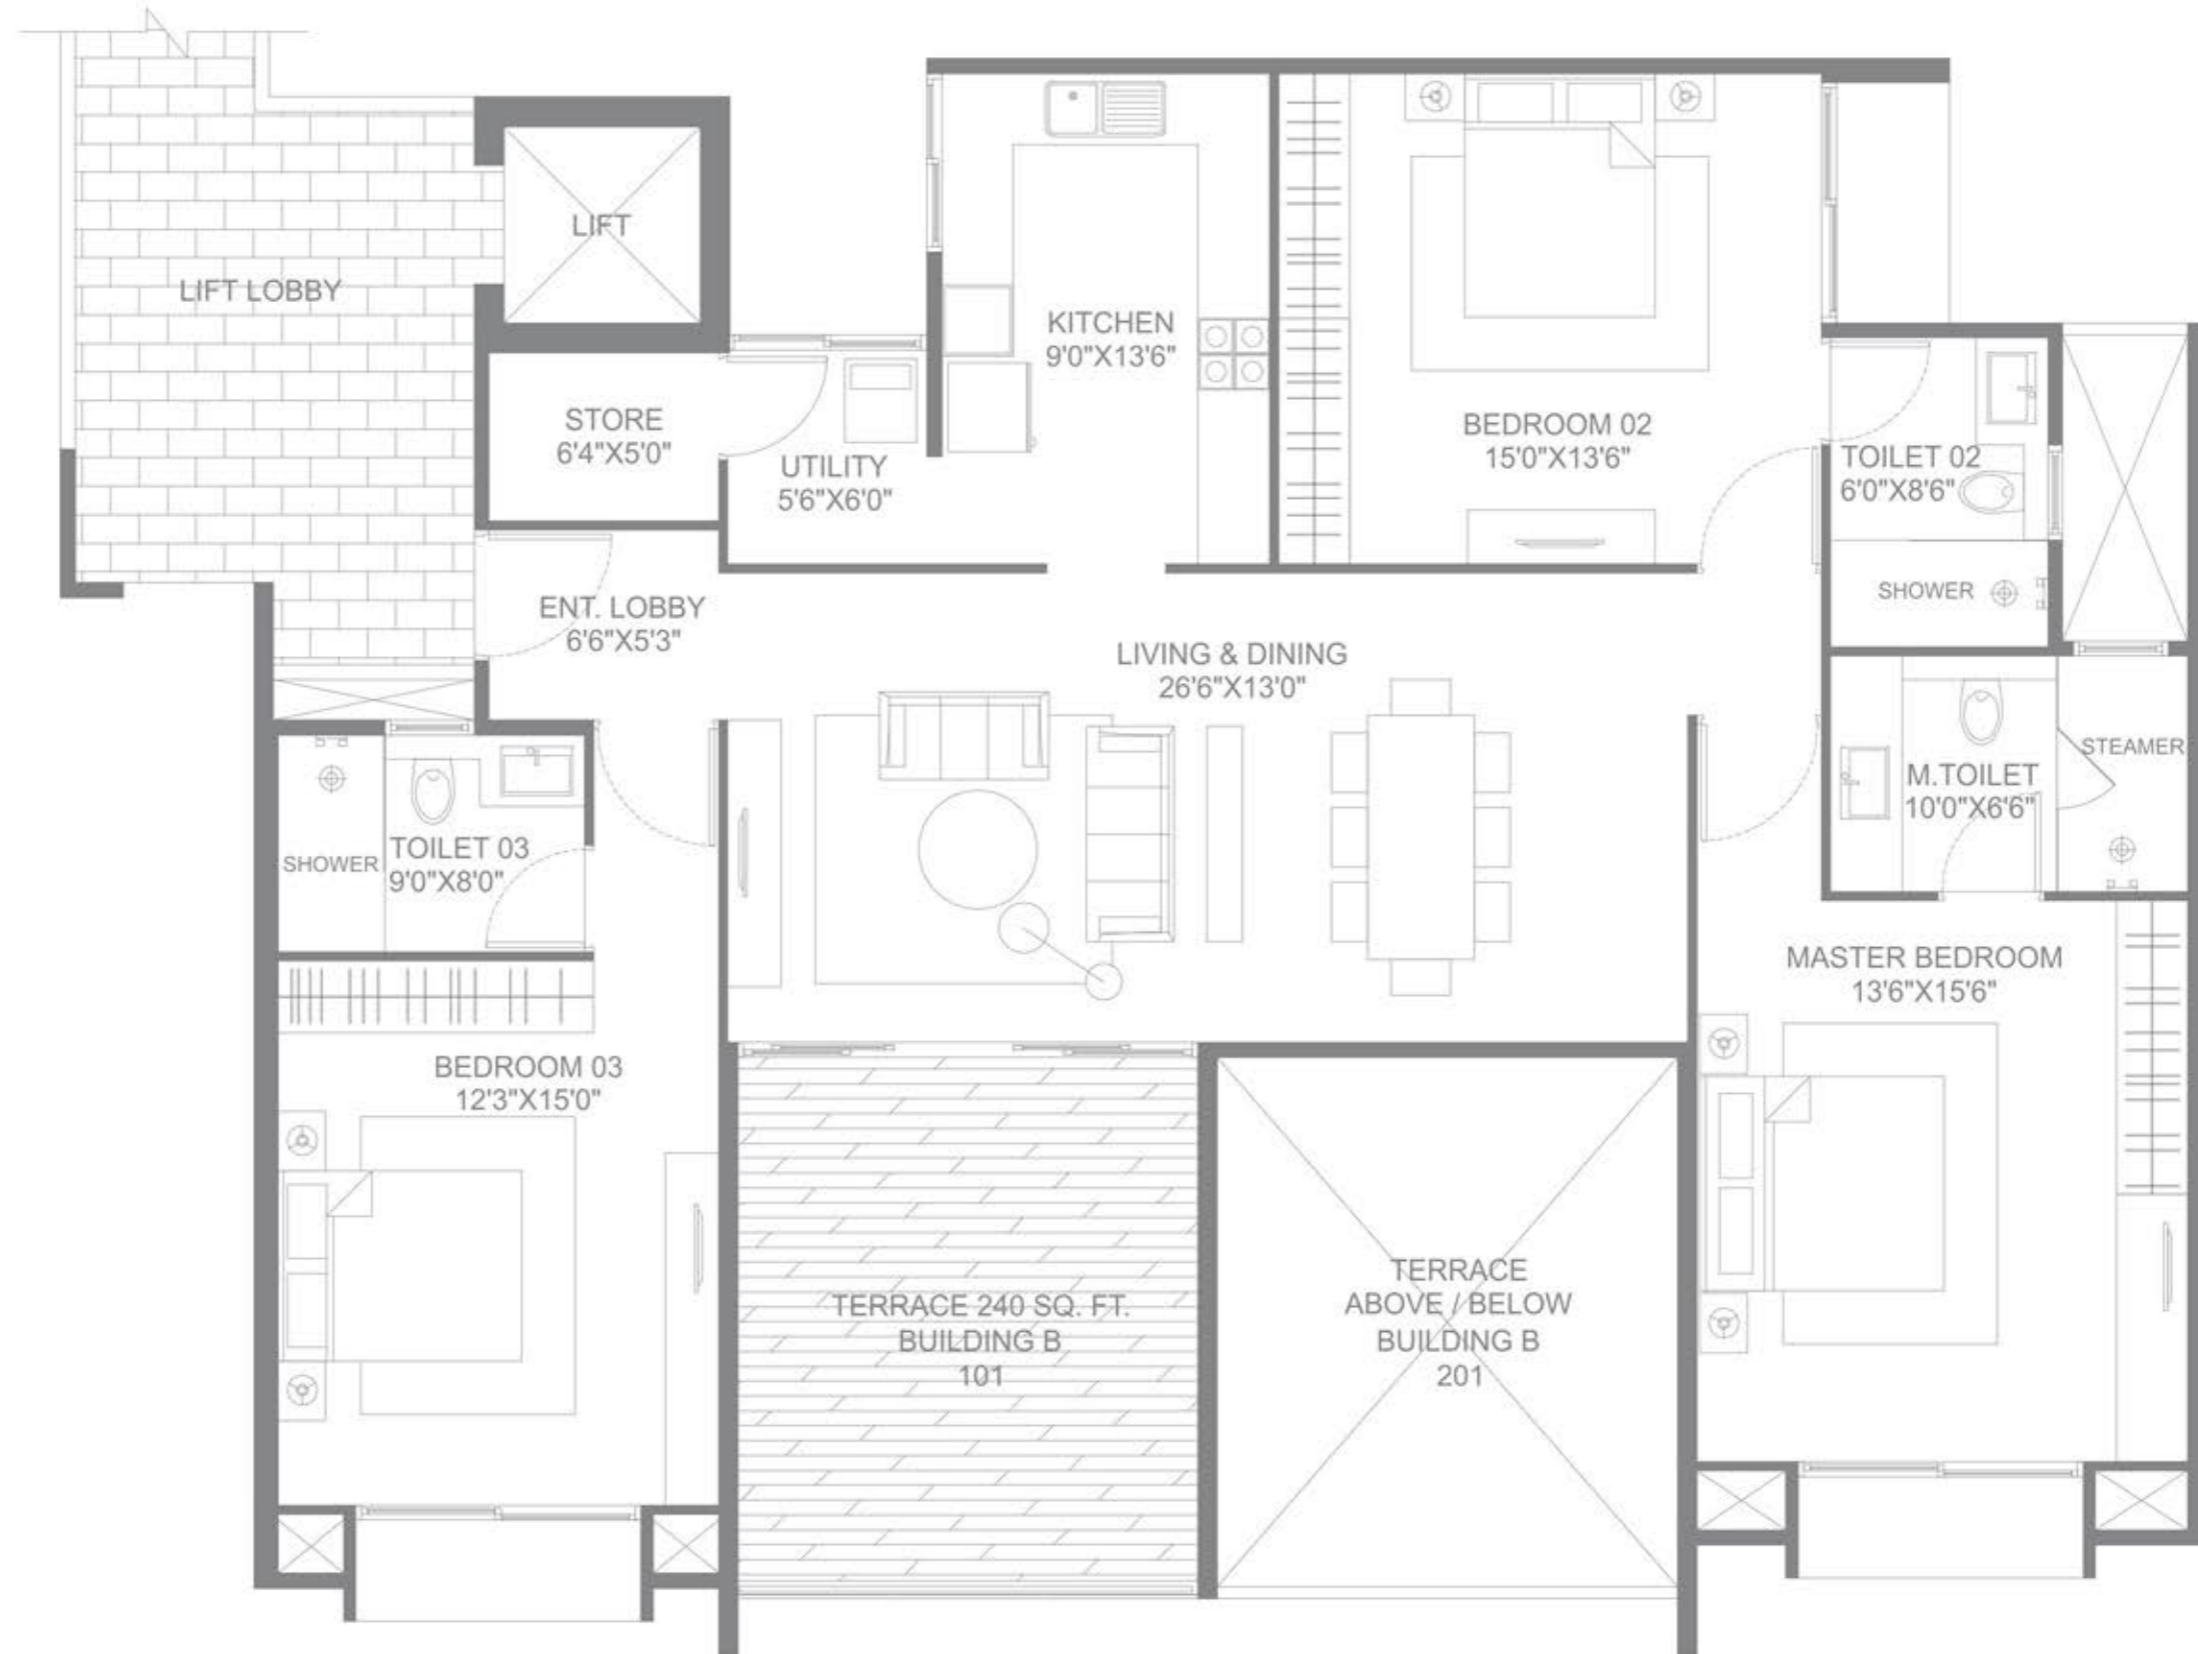 LIFT
LIFT LOBBY
KITCHEN
9'0"X13'6"
STORE
6'4"X5'0"
UTILITY
5'6"X6'0"
BEDROOM 02
15'0"X13'6"
TOILET 02
6'0"X8'6"
SHOWER
ENT. LOBBY
6'6"X5'3"
LIVING & DINING
26'6"X13'0"
STEAMER
M.TOILET
10'0"X6'6"
SHOWER
TOILET 03
9'0"X8'0"
MASTER BEDROOM
13'6"X15'6"
BEDROOM 03
12'3"X15'0"
TERRACE 240 SQ. FT.
BUILDING B
101
TERRACE
ABOVE / BELOW
BUILDING B
201